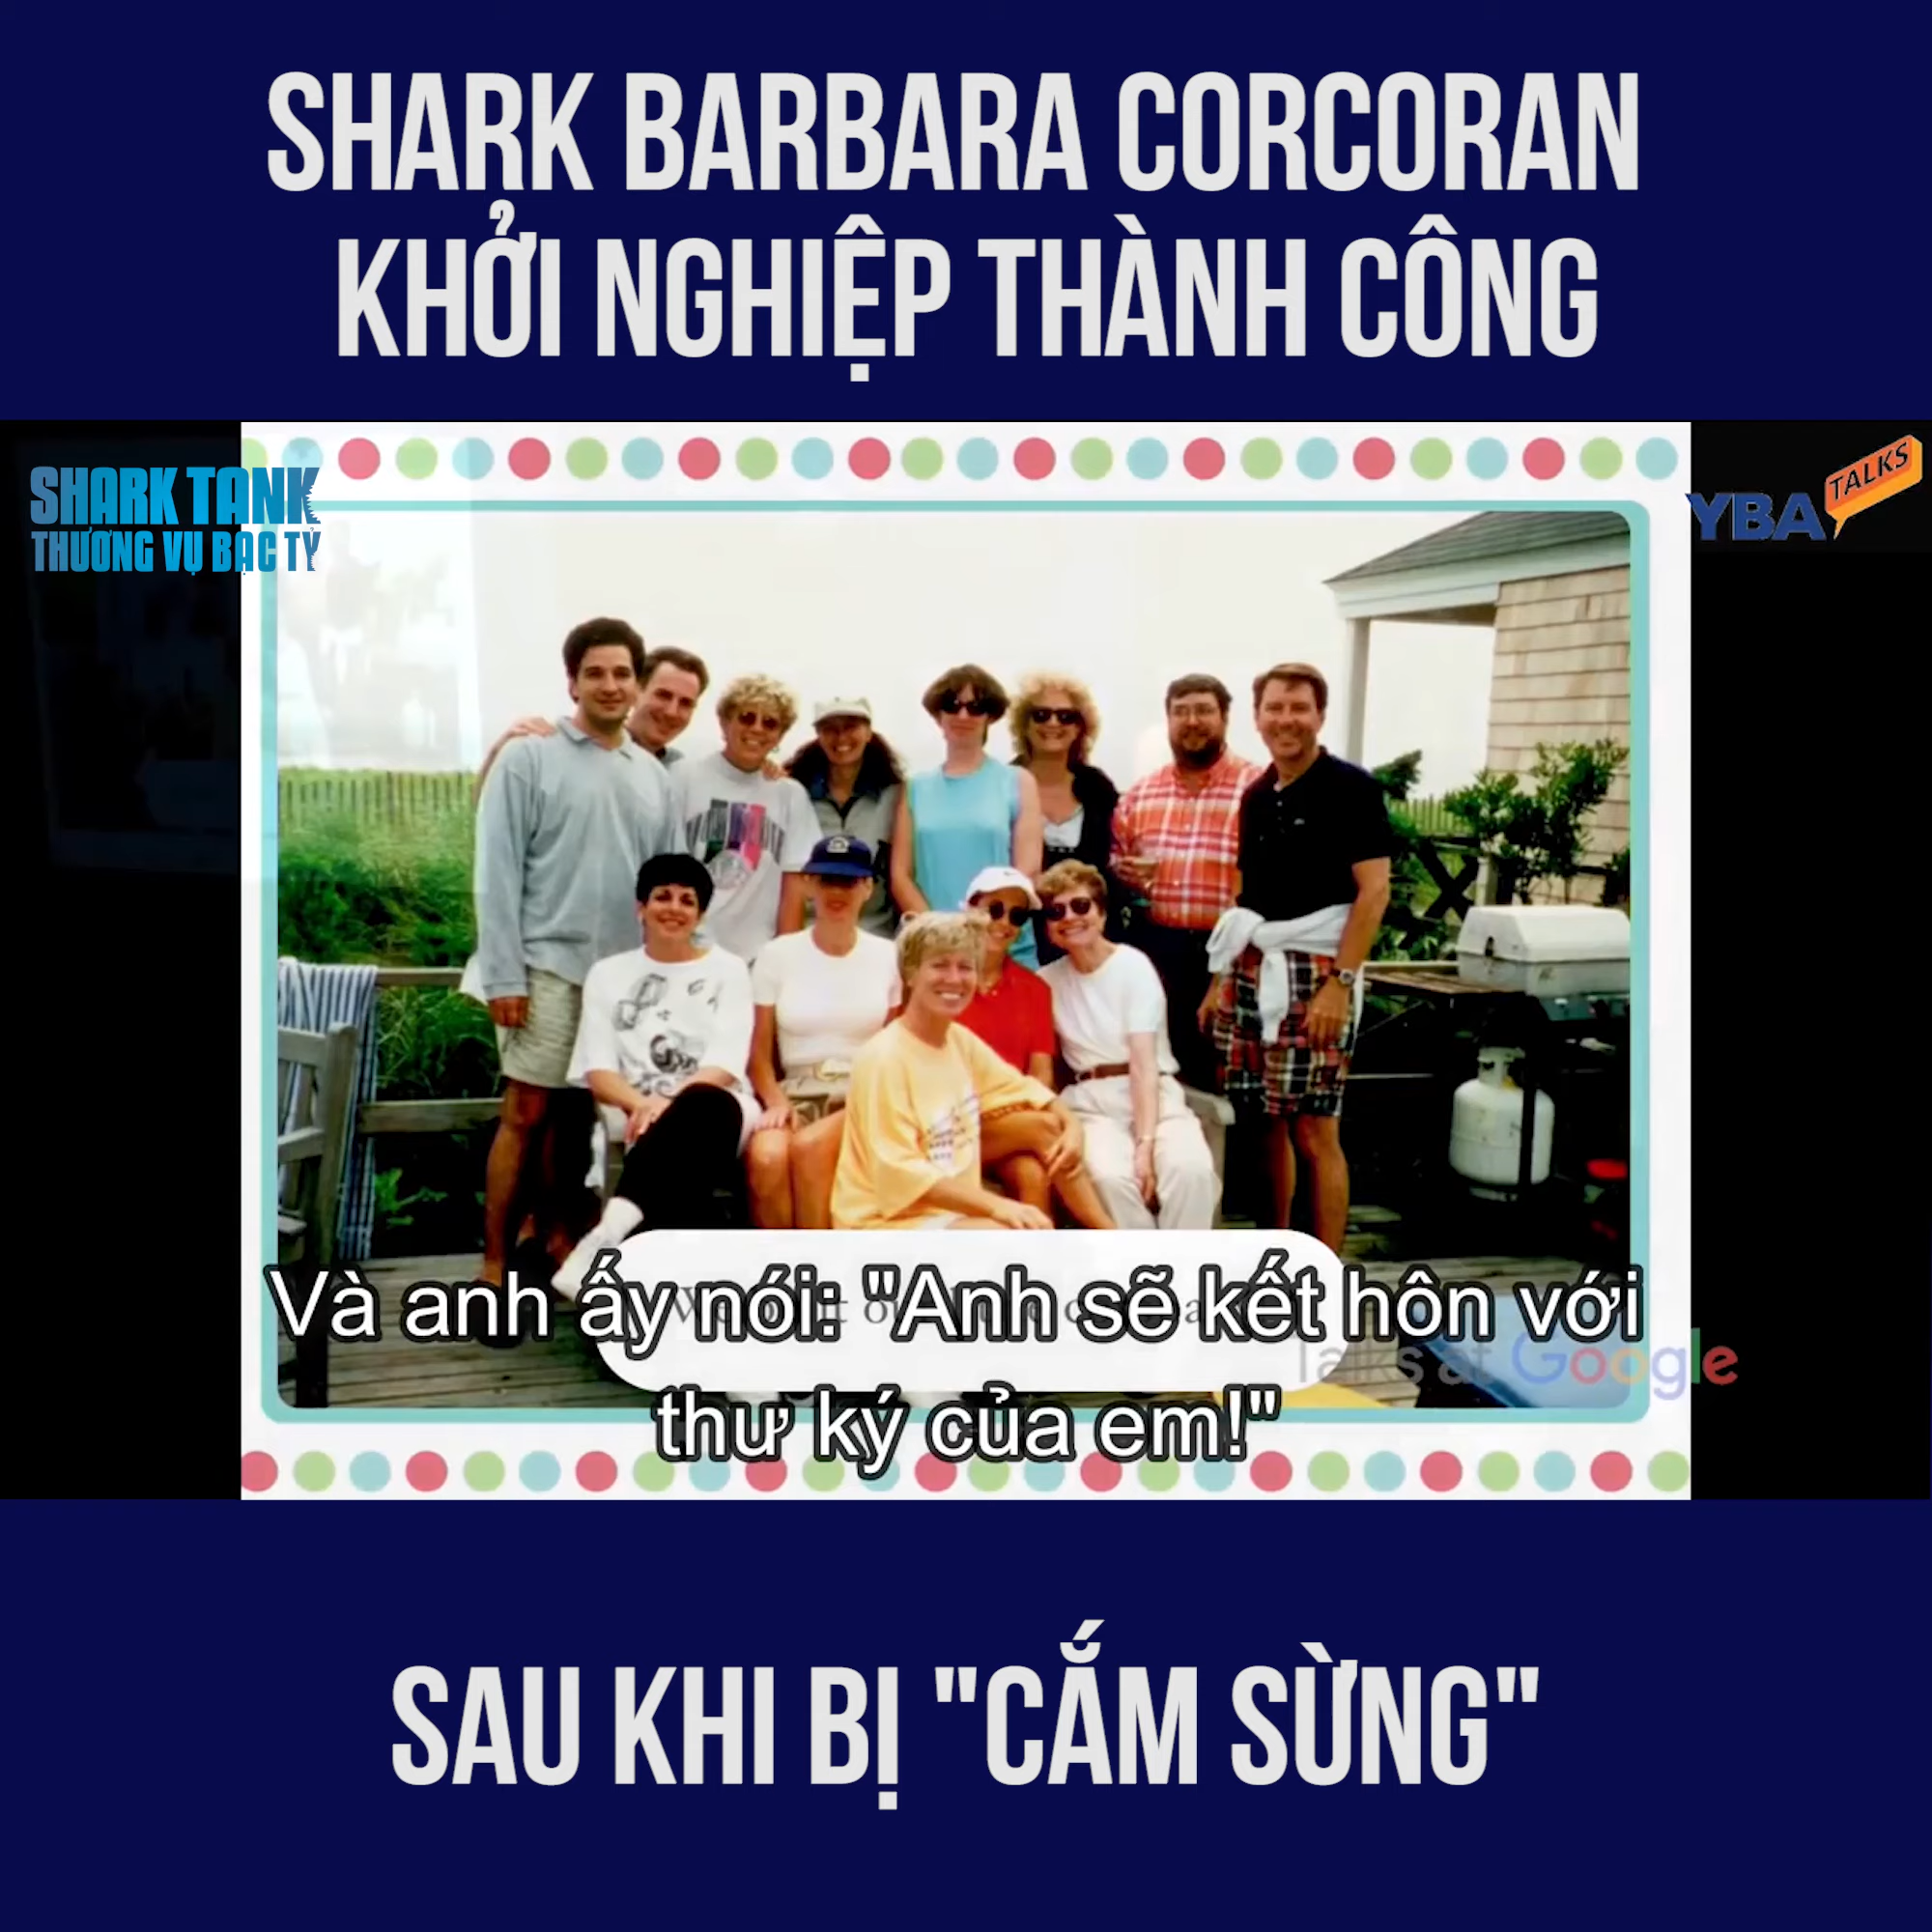 SHARK BARBARA CORCORAN
KHỞI NGHIỆP THÀNH CÔNG
SHARK TANK
THƯƠNG VỤ BẠC TỶ
YBA TALKS
Và anh ấy nói: "Anh sẽ kết hôn với
thư ký của em!"
Talks at Google
SAU KHI BỊ "CẮM SỪNG"